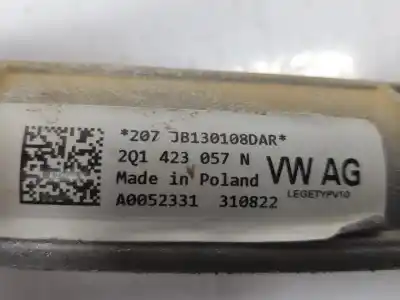 *207 JB130108DAR*
2Q1 423 057 N
Made in Poland
VW AG
LEGETYPV10
A0052331 310822